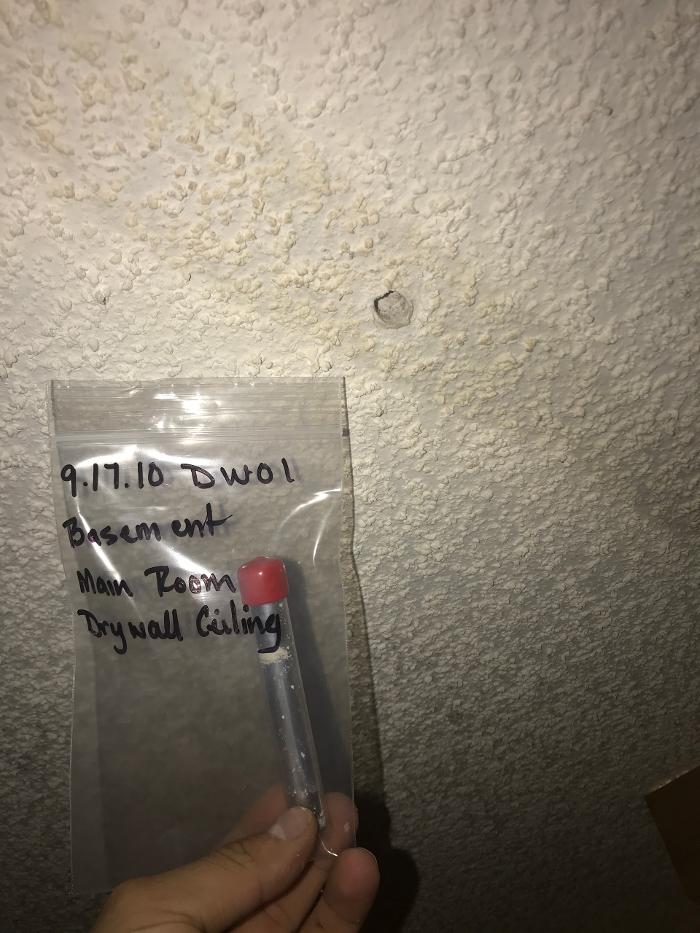 9.17.10 DW01
Basement
Main Room
Drywall Ceiling